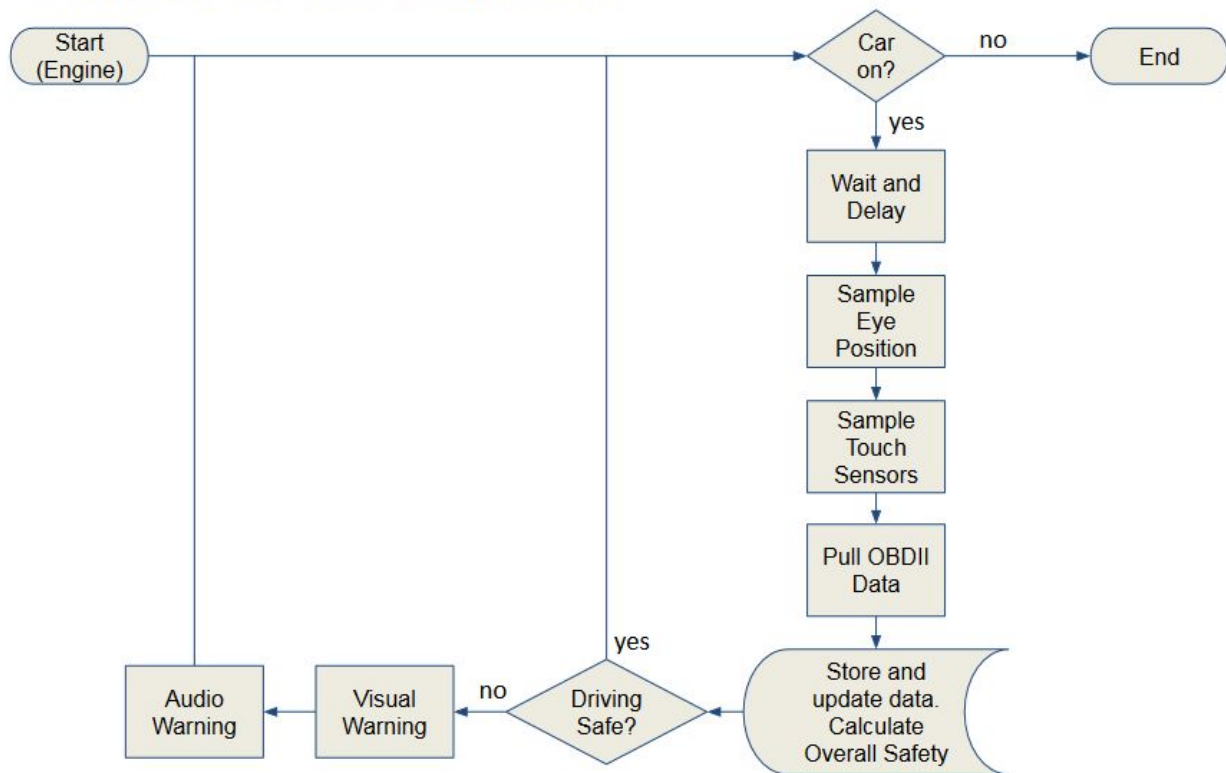 Start
(Engine)
Car
on?
no
End
yes
Wait and
Delay
Sample
Eye
Position
Sample
Touch
Sensors
Pull OBDII
Data
Store and
update data.
Calculate
Overall Safety
Driving
Safe?
yes
no
Visual
Warning
Audio
Warning